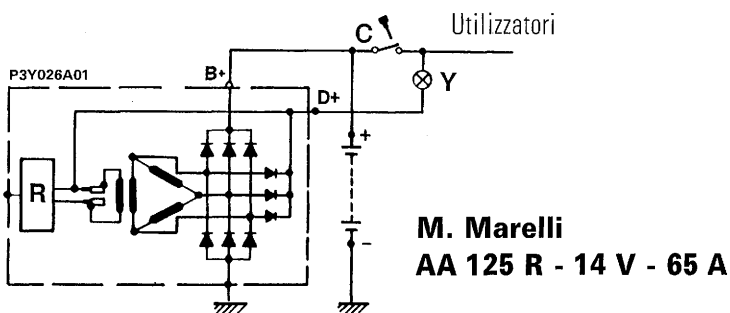 Utilizzatori
C
P3Y026A01
B+
D+
Y
+
R
−
M. Marelli
AA 125 R - 14 V - 65 A